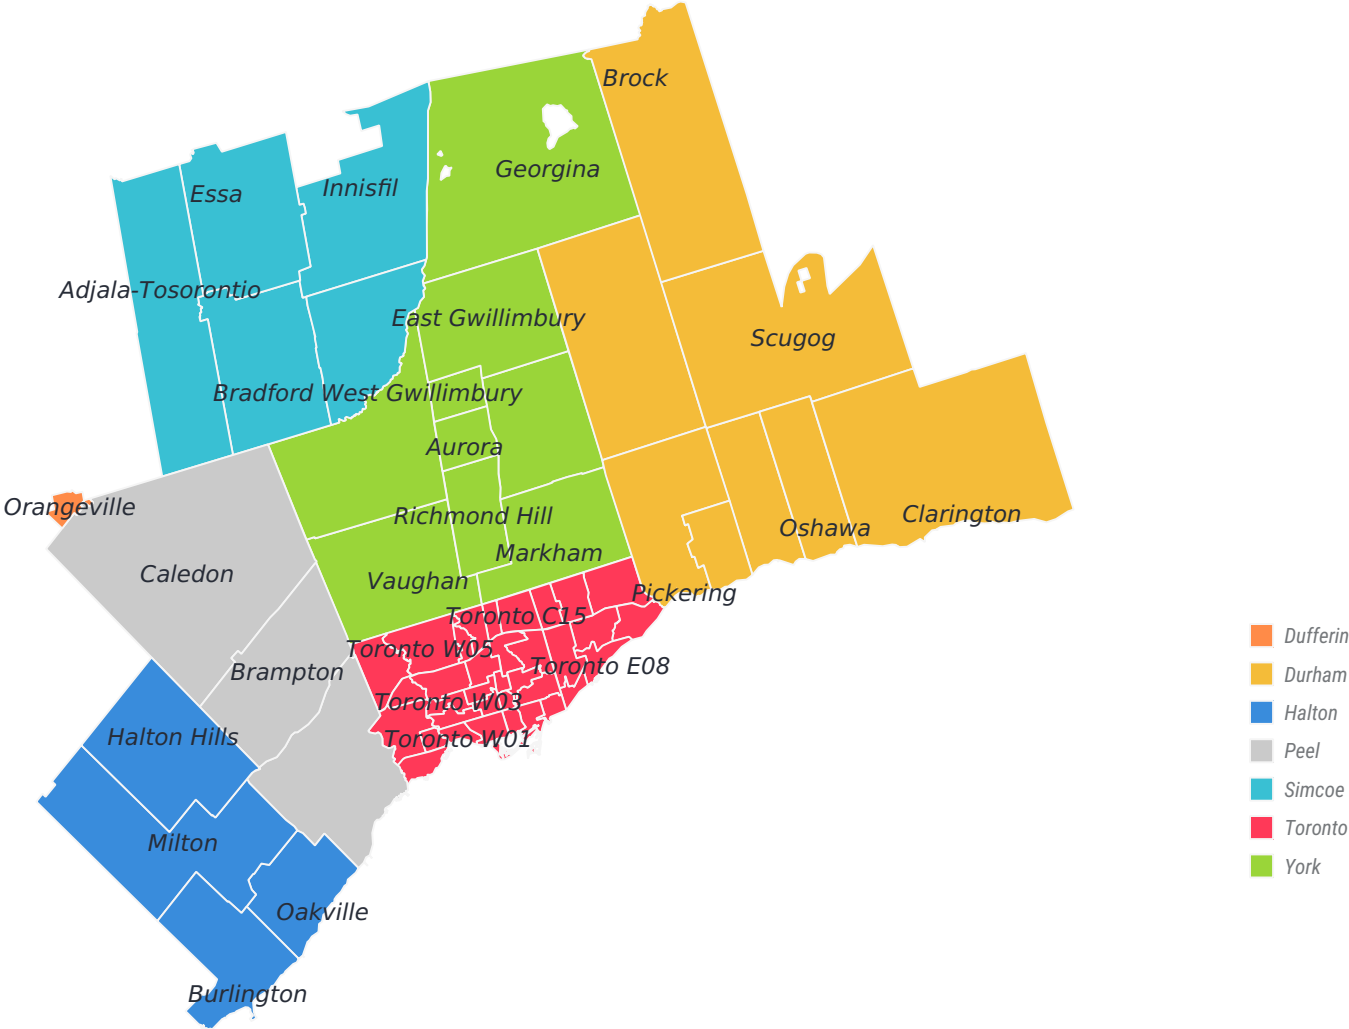 Brock
Georgina
Innisfil
Essa
Adjala-Tosorontio
East Gwillimbury
Scugog
Bradford West Gwillimbury
Aurora
Orangeville
Richmond Hill
Clarington
Oshawa
Markham
Caledon
Vaughan
Pickering
Toronto C15
Toronto W05
Toronto E08
Brampton
Toronto W03
Halton Hills
Toronto W01
Milton
Oakville
Burlington
Dufferin
Durham
Halton
Peel
Simcoe
Toronto
York